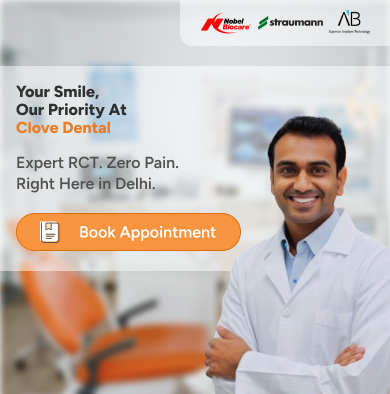 Nobel
Biocare™
straumann
AB
Superior Implant Technology
Your Smile,
Our Priority At
Clove Dental
Expert RCT. Zero Pain.
Right Here in Delhi.
Book Appointment